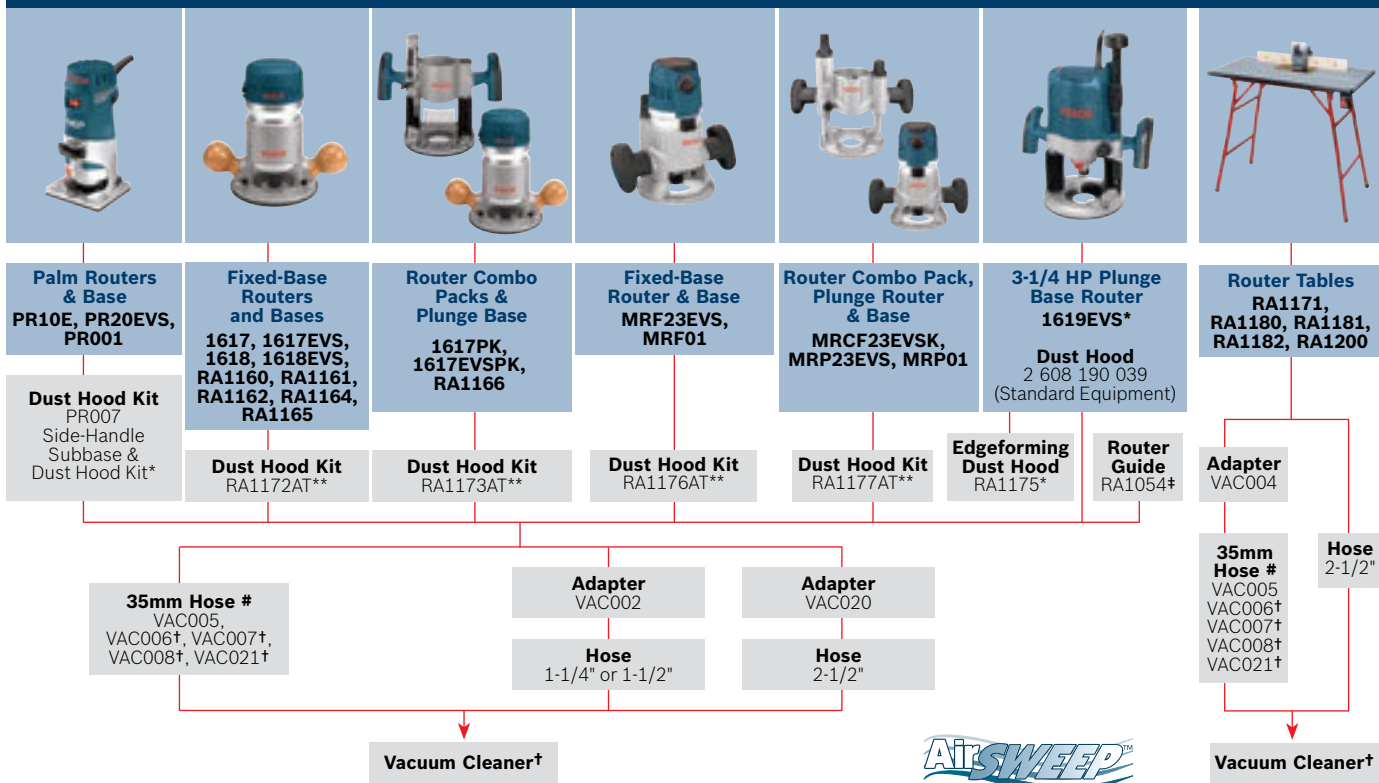 Palm Routers
& Base
PR10E, PR20EVS,
PR001
Fixed-Base
Routers
and Bases
1617, 1617EVS,
1618, 1618EVS,
RA1160, RA1161,
RA1162, RA1164,
RA1165
Router Combo
Packs &
Plunge Base
1617PK,
1617EVSPK,
RA1166
Fixed-Base
Router & Base
MRF23EVS,
MRF01
Router Combo Pack,
Plunge Router
& Base
MRCF23EVSK,
MRP23EVS, MRP01
3-1/4 HP Plunge
Base Router
1619EVS*
Dust Hood
2 608 190 039
(Standard Equipment)
Router Tables
RA1171,
RA1180, RA1181,
RA1182, RA1200
Dust Hood Kit
PR007
Side-Handle
Subbase &
Dust Hood Kit*
Dust Hood Kit
RA1172AT**
Dust Hood Kit
RA1173AT**
Dust Hood Kit
RA1176AT**
Dust Hood Kit
RA1177AT**
Edgeforming
Dust Hood
RA1175*
Router
Guide
RA1054‡
Adapter
VAC004
35mm Hose #
VAC005,
VAC006†, VAC007†,
VAC008†, VAC021†
Adapter
VAC002
Hose
1-1/4" or 1-1/2"
Adapter
VAC020
Hose
2-1/2"
35mm
Hose #
VAC005
VAC006†
VAC007†
VAC008†
VAC021†
Hose
2-1/2"
Vacuum Cleaner†
AirSWEEP™
Vacuum Cleaner†